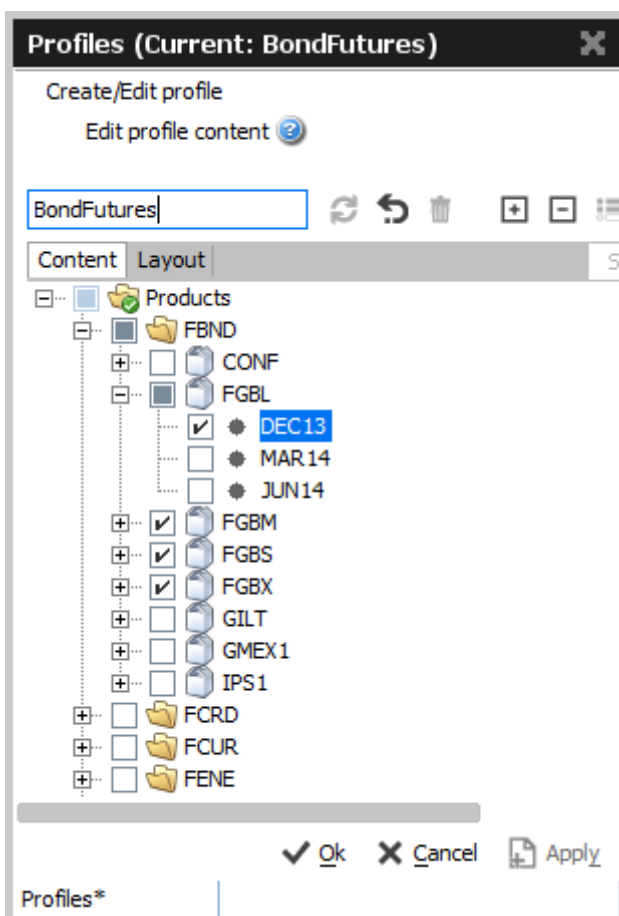 Profiles (Current: BondFutures)
Create/Edit profile
Edit profile content
BondFutures
Content Layout S
Products
FBND
CONF
FGBL
DEC13
MAR14
JUN14
FGBM
FGBS
FGBX
GILT
GMEX1
IPS1
FCRD
FCUR
FENE
Ok Cancel Apply
Profiles*